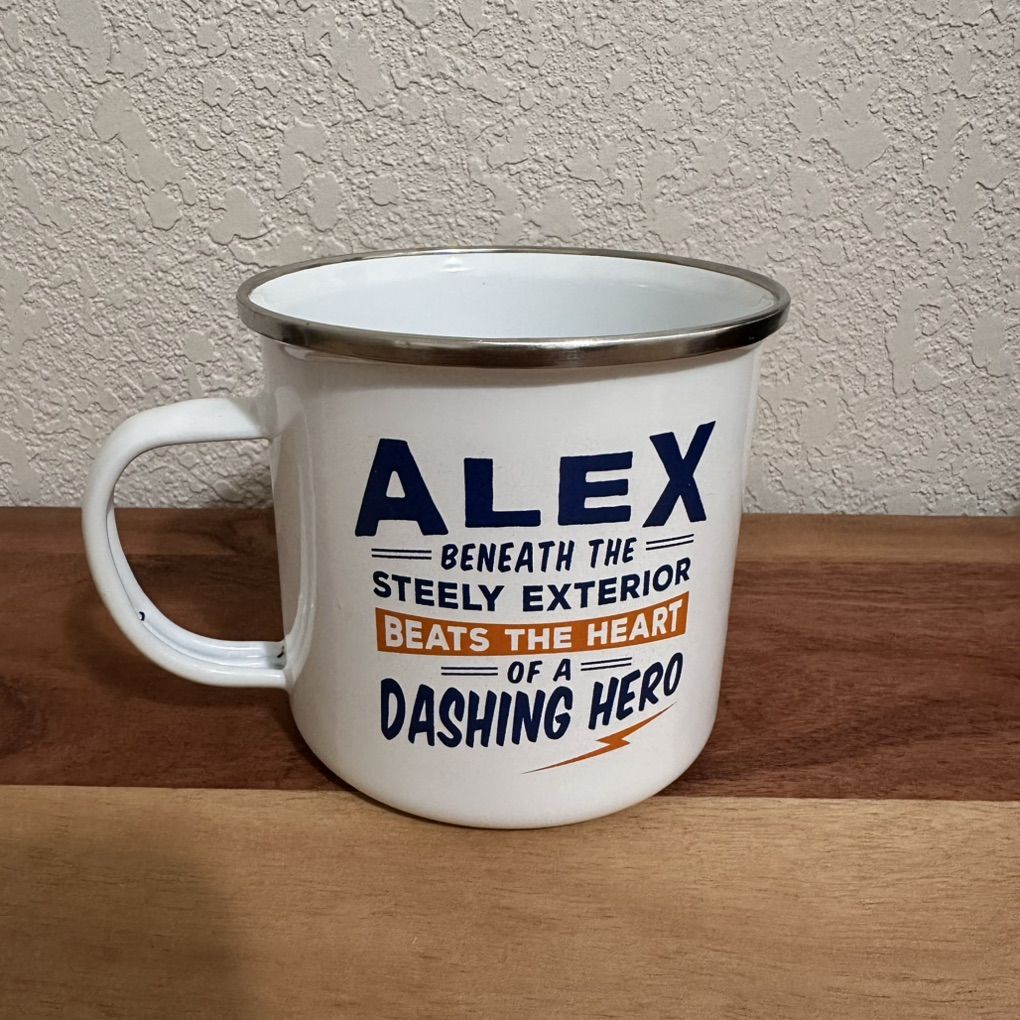 ALEX
BENEATH THE
STEELY EXTERIOR
BEATS THE HEART
OF A
DASHING HERO